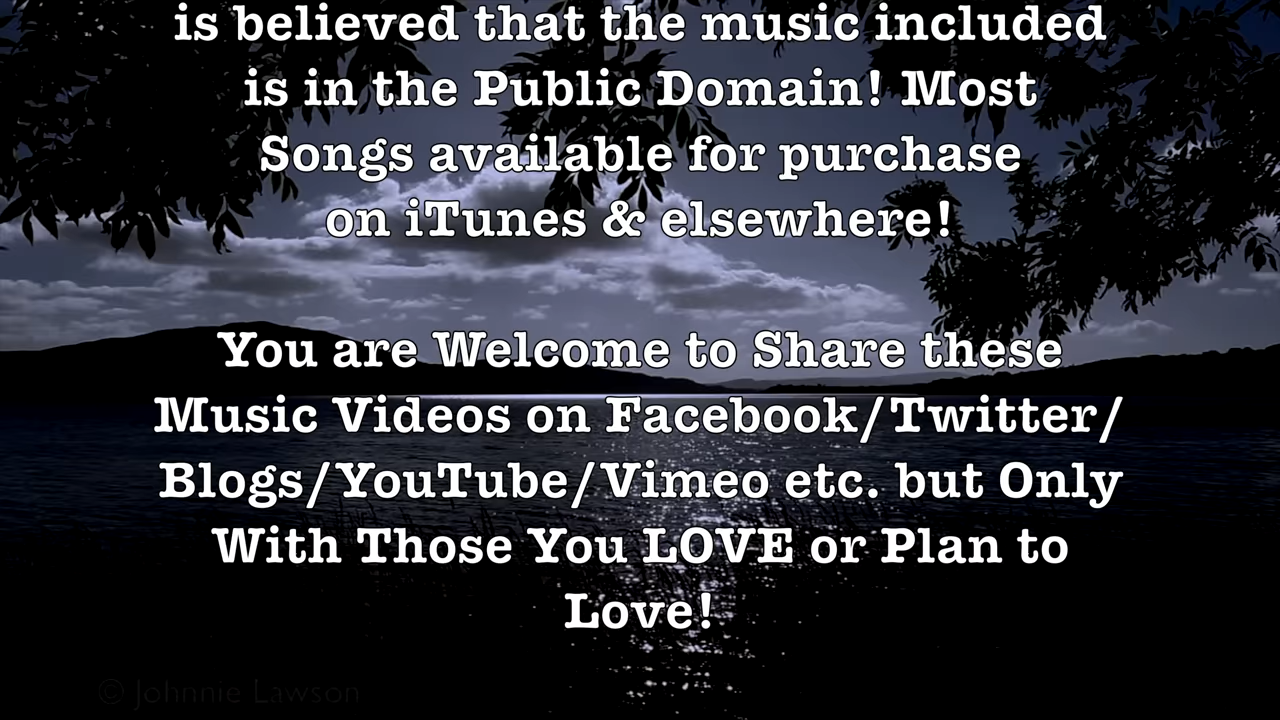 is believed that the music included
is in the Public Domain! Most
Songs available for purchase
on iTunes & elsewhere!
You are Welcome to Share these
Music Videos on Facebook/Twitter/
Blogs/YouTube/Vimeo etc. but Only
With Those You LOVE or Plan to
Love!
© Johnnie Lawson